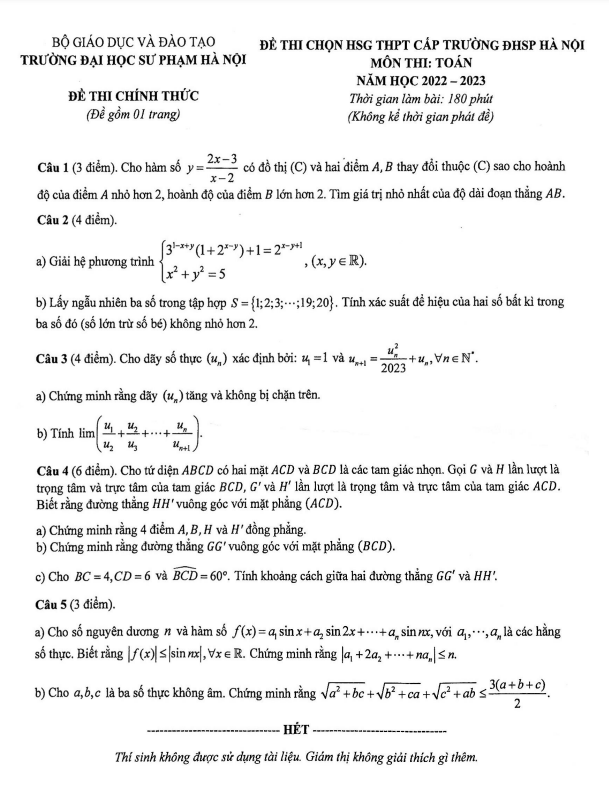 BỘ GIÁO DỤC VÀ ĐÀO TẠO
TRƯỜNG ĐẠI HỌC SƯ PHẠM HÀ NỘI
ĐỀ THI CHÍNH THỨC
(Đề gồm 01 trang)
ĐỀ THI CHỌN HSG THPT CẤP TRƯỜNG ĐHSP HÀ NỘI
MÔN THI: TOÁN
NĂM HỌC 2022 – 2023
Thời gian làm bài: 180 phút
(Không kể thời gian phát đề)
Câu 1 (3 điểm). Cho hàm số $y = \frac{2x-3}{x-2}$ có đồ thị (C) và hai điểm A, B thay đổi thuộc (C) sao cho hoành
độ của điểm A nhỏ hơn 2, hoành độ của điểm B lớn hơn 2. Tìm giá trị nhỏ nhất của độ dài đoạn thẳng AB.
Câu 2 (4 điểm).
a) Giải hệ phương trình $\begin{cases} 3^{1-x+y}(1+2^{x-y})+1=2^{x-y+1} \\ x^2+y^2=5 \end{cases}$, (x, y ∈ ℝ).
b) Lấy ngẫu nhiên ba số trong tập hợp S = {1;2;3;⋯;19;20}. Tính xác suất để hiệu của hai số bất kì trong
ba số đó (số lớn trừ số bé) không nhỏ hơn 2.
Câu 3 (4 điểm). Cho dãy số thực $(u_n)$ xác định bởi: $u_1 = 1$ và $u_{n+1} = \frac{u_n^2}{2023} + u_n, \forall n \in \mathbb{N}^*$.
a) Chứng minh rằng dãy $(u_n)$ tăng và không bị chặn trên.
b) Tính $\lim\left(\frac{u_1}{u_2}+\frac{u_2}{u_3}+\cdots+\frac{u_n}{u_{n+1}}\right)$.
Câu 4 (6 điểm). Cho tứ diện ABCD có hai mặt ACD và BCD là các tam giác nhọn. Gọi G và H lần lượt là
trọng tâm và trực tâm của tam giác BCD, G' và H' lần lượt là trọng tâm và trực tâm của tam giác ACD.
Biết rằng đường thẳng HH' vuông góc với mặt phẳng (ACD).
a) Chứng minh rằng 4 điểm A, B, H và H' đồng phẳng.
b) Chứng minh rằng đường thẳng GG' vuông góc với mặt phẳng (BCD).
c) Cho BC = 4, CD = 6 và $\widehat{BCD}$ = 60°. Tính khoảng cách giữa hai đường thẳng GG' và HH'.
Câu 5 (3 điểm).
a) Cho số nguyên dương n và hàm số $f(x) = a_1 \sin x + a_2 \sin 2x + \cdots + a_n \sin nx$, với $a_1, \cdots, a_n$ là các hằng
số thực. Biết rằng $|f(x)| \le |\sin nx|, \forall x \in \mathbb{R}$. Chứng minh rằng $|a_1 + 2a_2 + \cdots + na_n| \le n$.
b) Cho a, b, c là ba số thực không âm. Chứng minh rằng $\sqrt{a^2+bc}+\sqrt{b^2+ca}+\sqrt{c^2+ab} \le \frac{3(a+b+c)}{2}$.
------------------------------- HẾT -------------------------------
Thí sinh không được sử dụng tài liệu. Giám thị không giải thích gì thêm.